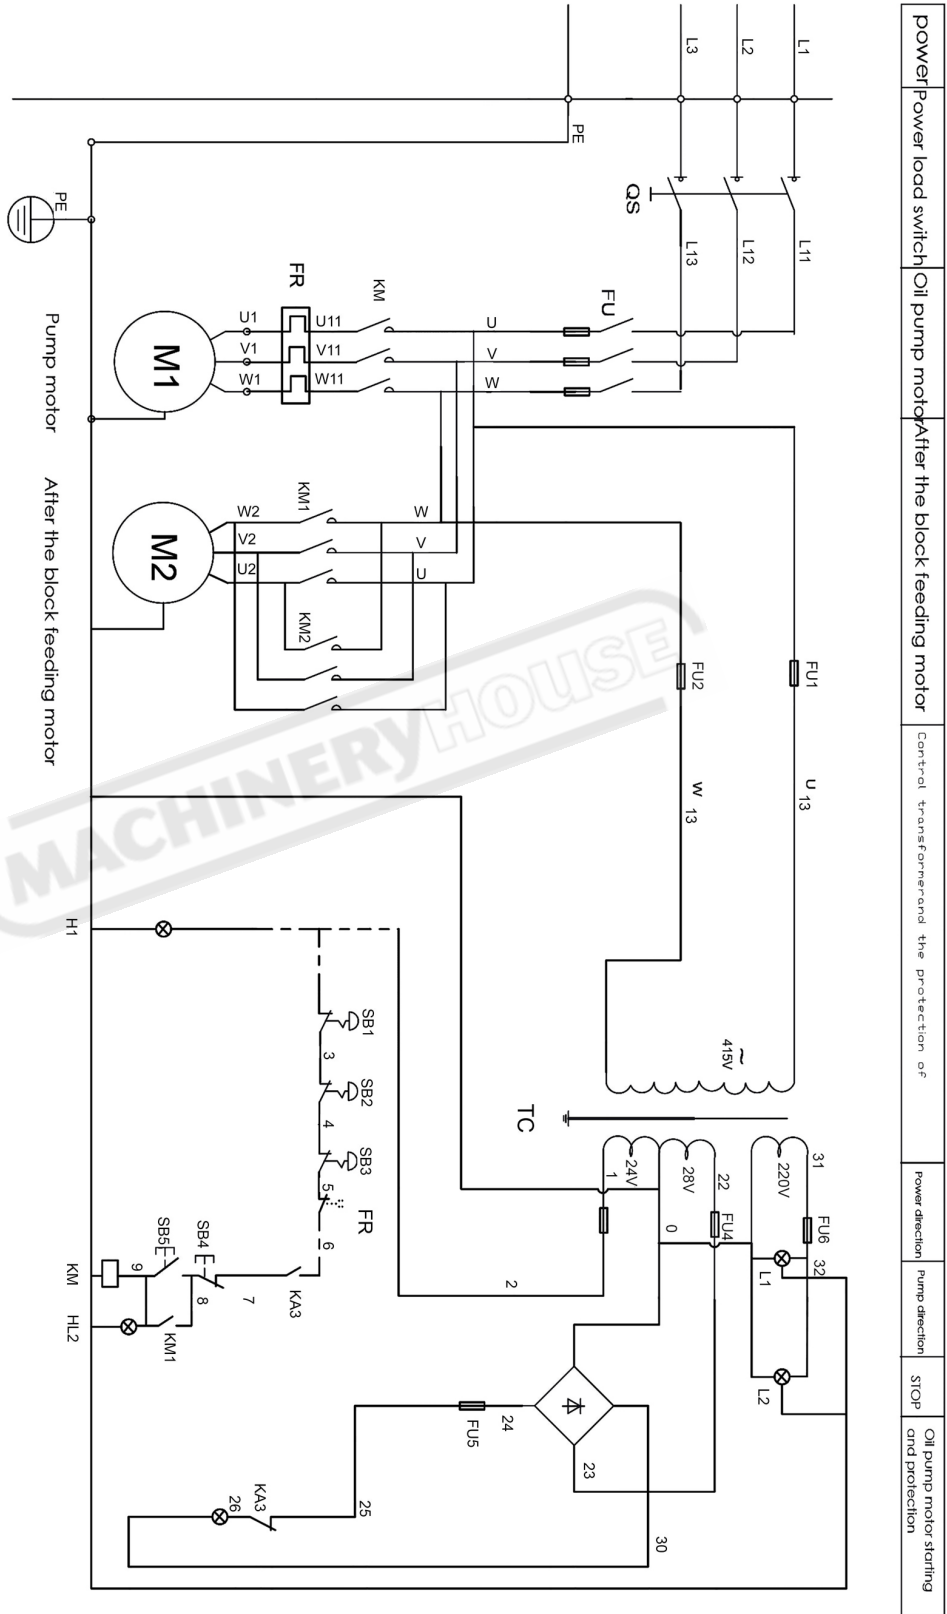 power
Power load switch
Oil pump motor
After the block feeding motor
Control transformerand the protection of
Power direction
Pump direction
STOP
Oil pump motor starting
and protection
L1
L2
L3
PE
PE
QS
L11
L12
L13
FU
U
V
W
KM
FR
U11
V11
W11
U1
V1
W1
M1
Pump motor
W
V
U
KM1
KM2
W2
V2
U2
M2
After the block feeding motor
FU1
FU2
U 13
W 13
MACHINERYHOUSE
~
415V
TC
31
220V
22
28V
24V
1
0
FU6
FU4
32
L1
L2
2
H1
SB1
3
SB2
4
SB3
5
FR
6
KA3
7
SB4
8
SB5
9
KM1
KM
HL2
23
24
FU5
25
KA3
26
30